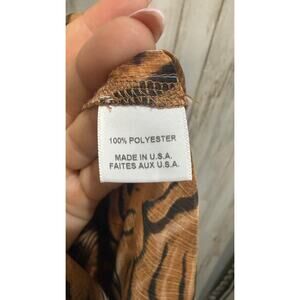 100% POLYESTER
MADE IN U.S.A.
FAITES AUX U.S.A.